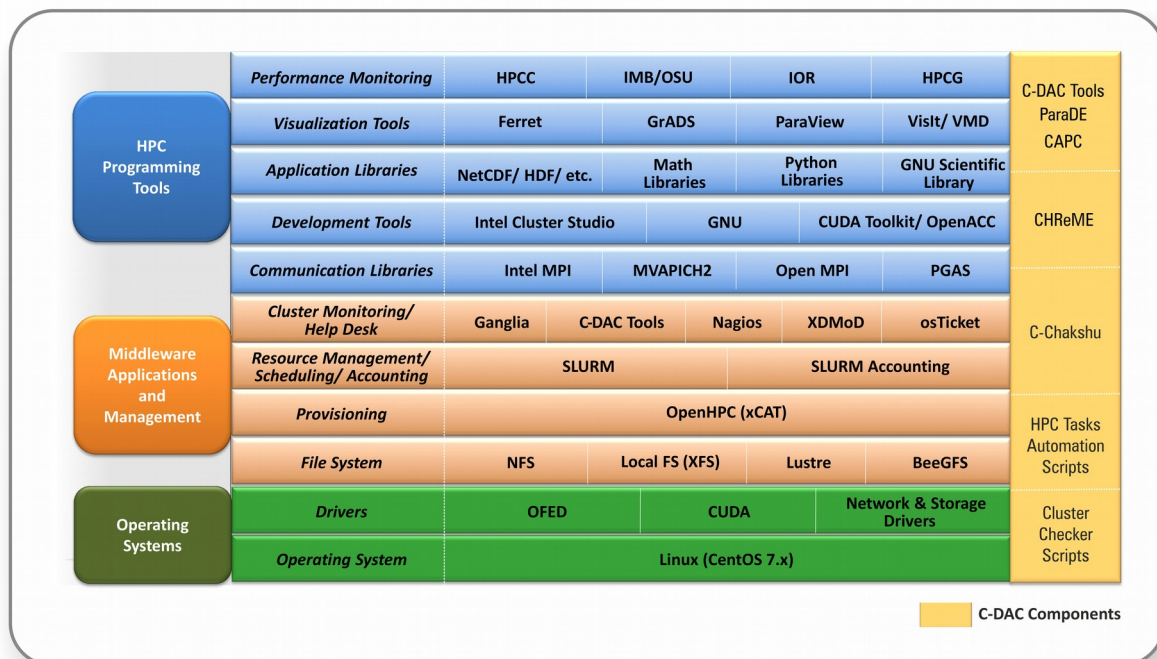 HPC
Programming
Tools
Performance Monitoring HPCC IMB/OSU IOR HPCG
Visualization Tools Ferret GrADS ParaView VisIt/ VMD
Application Libraries NetCDF/ HDF/ etc. Math Libraries Python Libraries GNU Scientific Library
Development Tools Intel Cluster Studio GNU CUDA Toolkit/ OpenACC
Communication Libraries Intel MPI MVAPICH2 Open MPI PGAS
Middleware
Applications
and
Management
Cluster Monitoring/
Help Desk
Ganglia C-DAC Tools Nagios XDMoD osTicket
Resource Management/
Scheduling/ Accounting
SLURM SLURM Accounting
Provisioning OpenHPC (xCAT)
File System NFS Local FS (XFS) Lustre BeeGFS
Operating
Systems
Drivers OFED CUDA Network & Storage Drivers
Operating System Linux (CentOS 7.x)
C-DAC Tools
ParaDE
CAPC
CHReME
C-Chakshu
HPC Tasks
Automation
Scripts
Cluster
Checker
Scripts
C-DAC Components